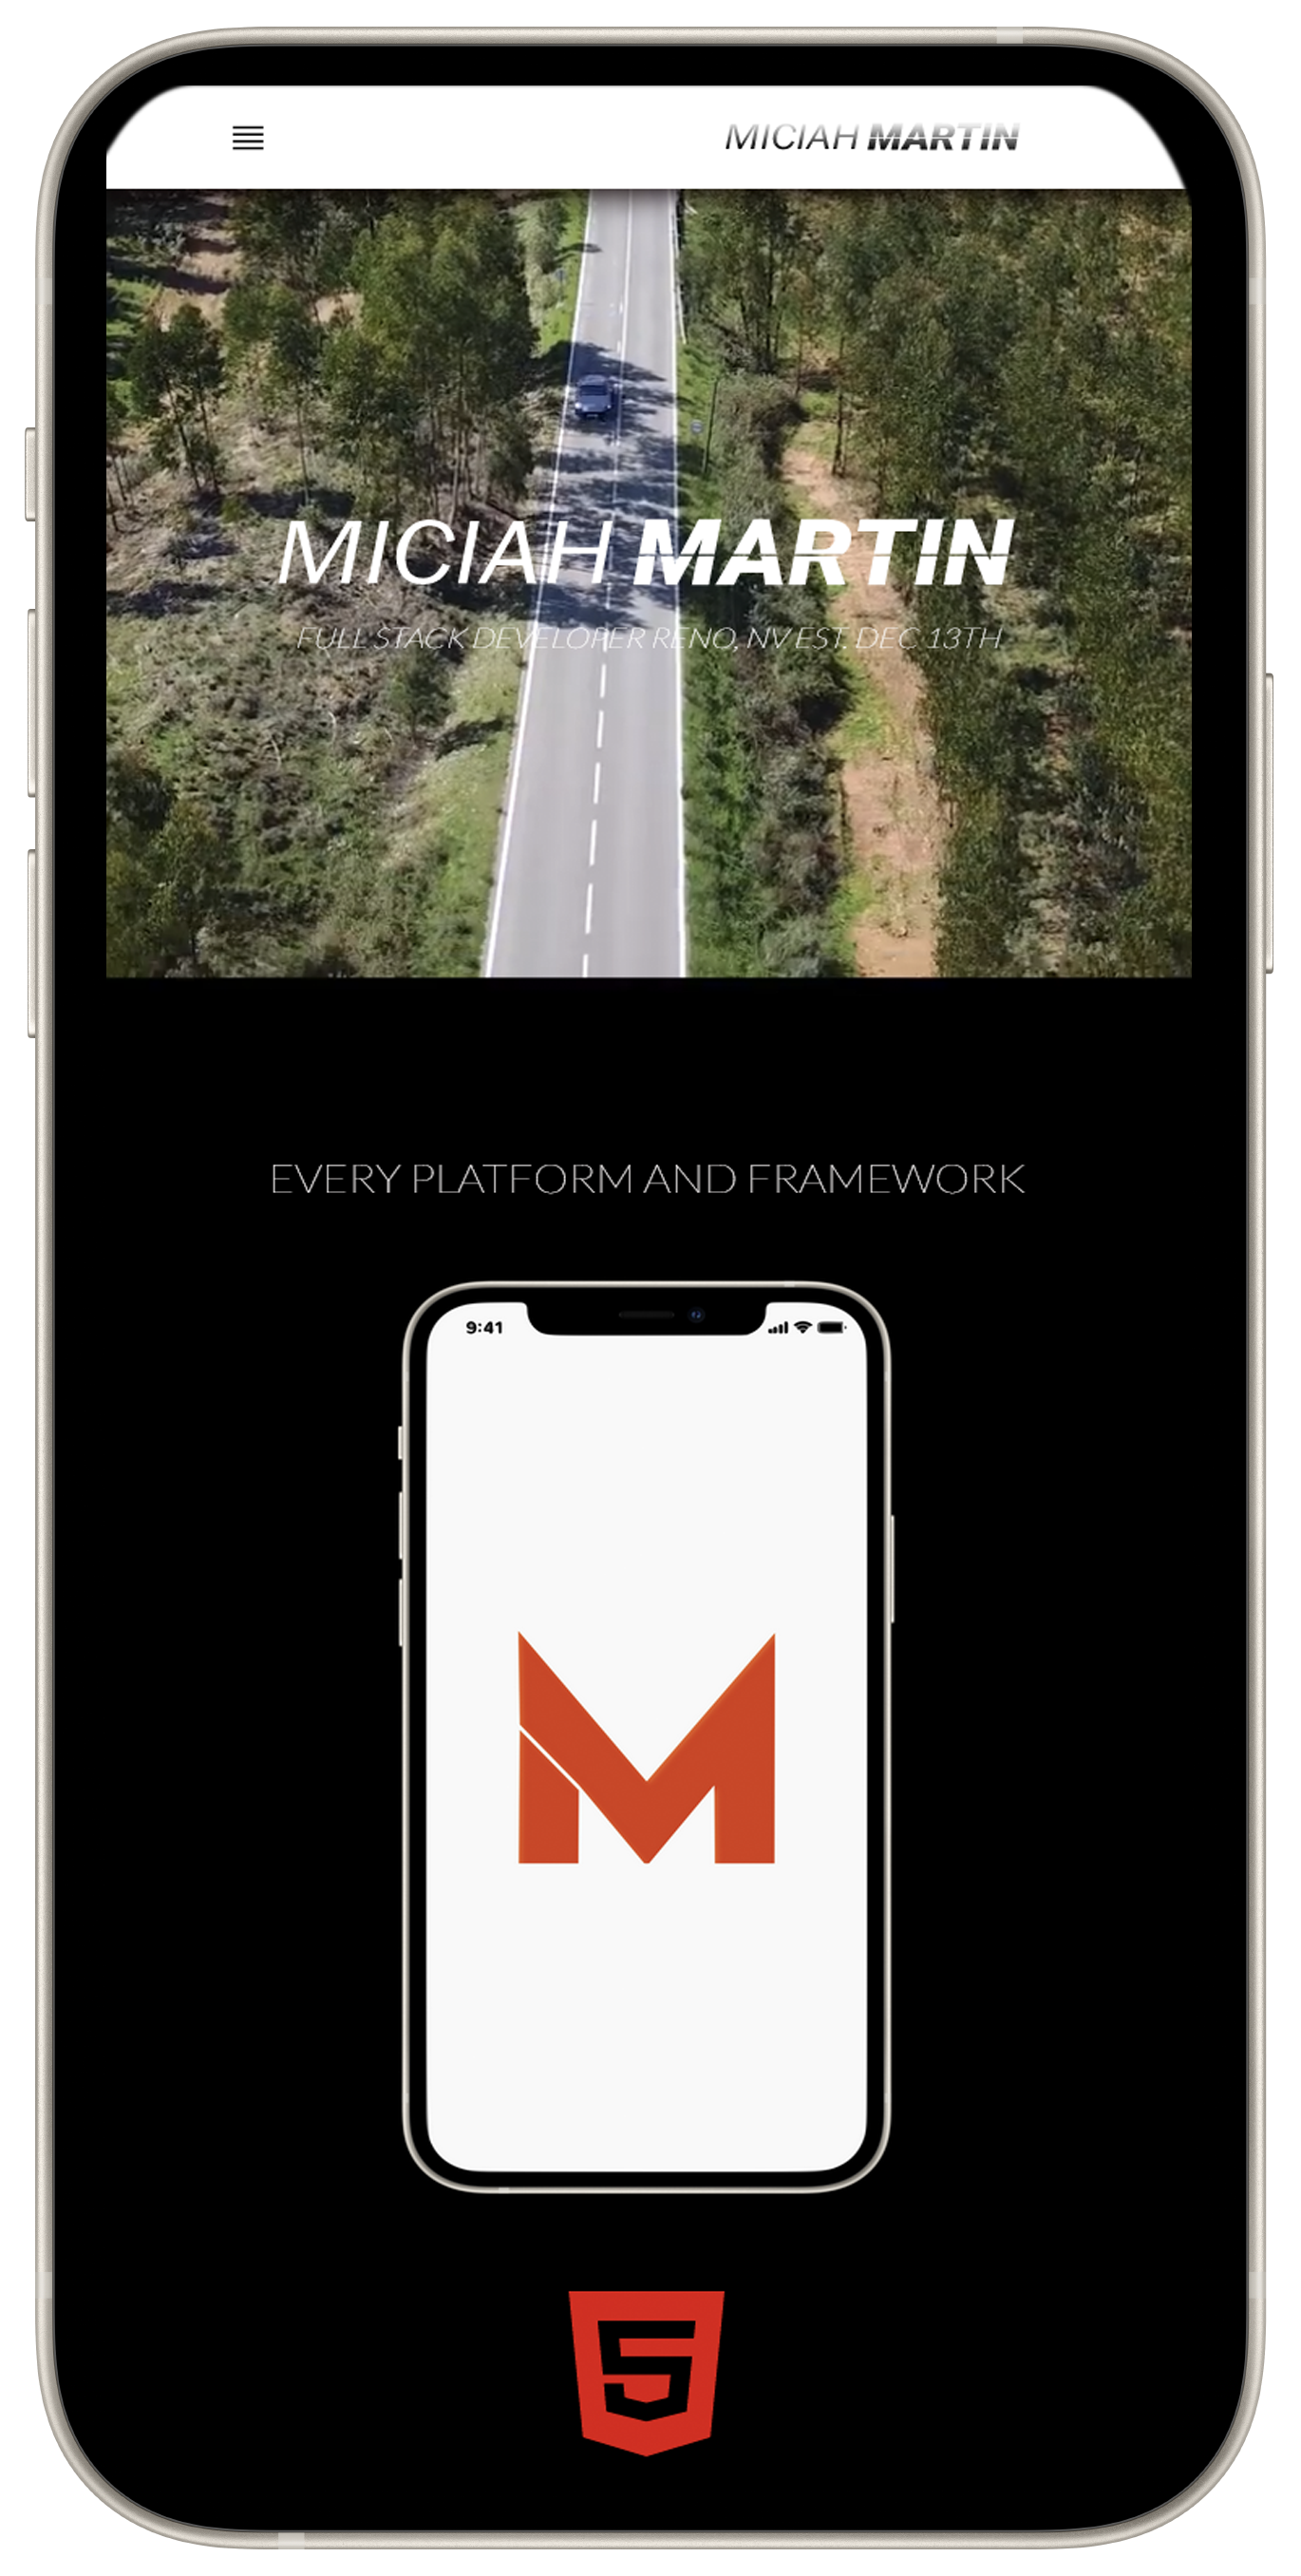 MICIAH MARTIN
MICIAH MARTIN
FULL STACK DEVELOPER RENO, NV EST. DEC 13TH
EVERY PLATFORM AND FRAMEWORK
9:41
M
5